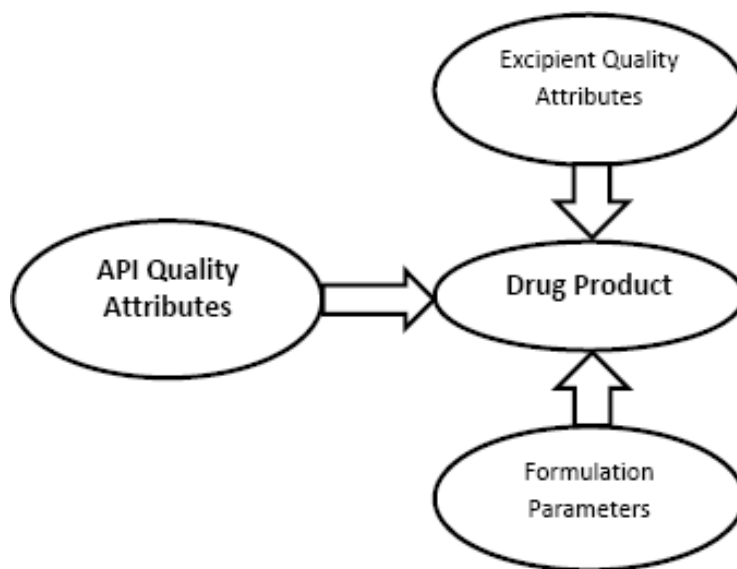 Excipient Quality
Attributes
API Quality
Attributes
Drug Product
Formulation
Parameters